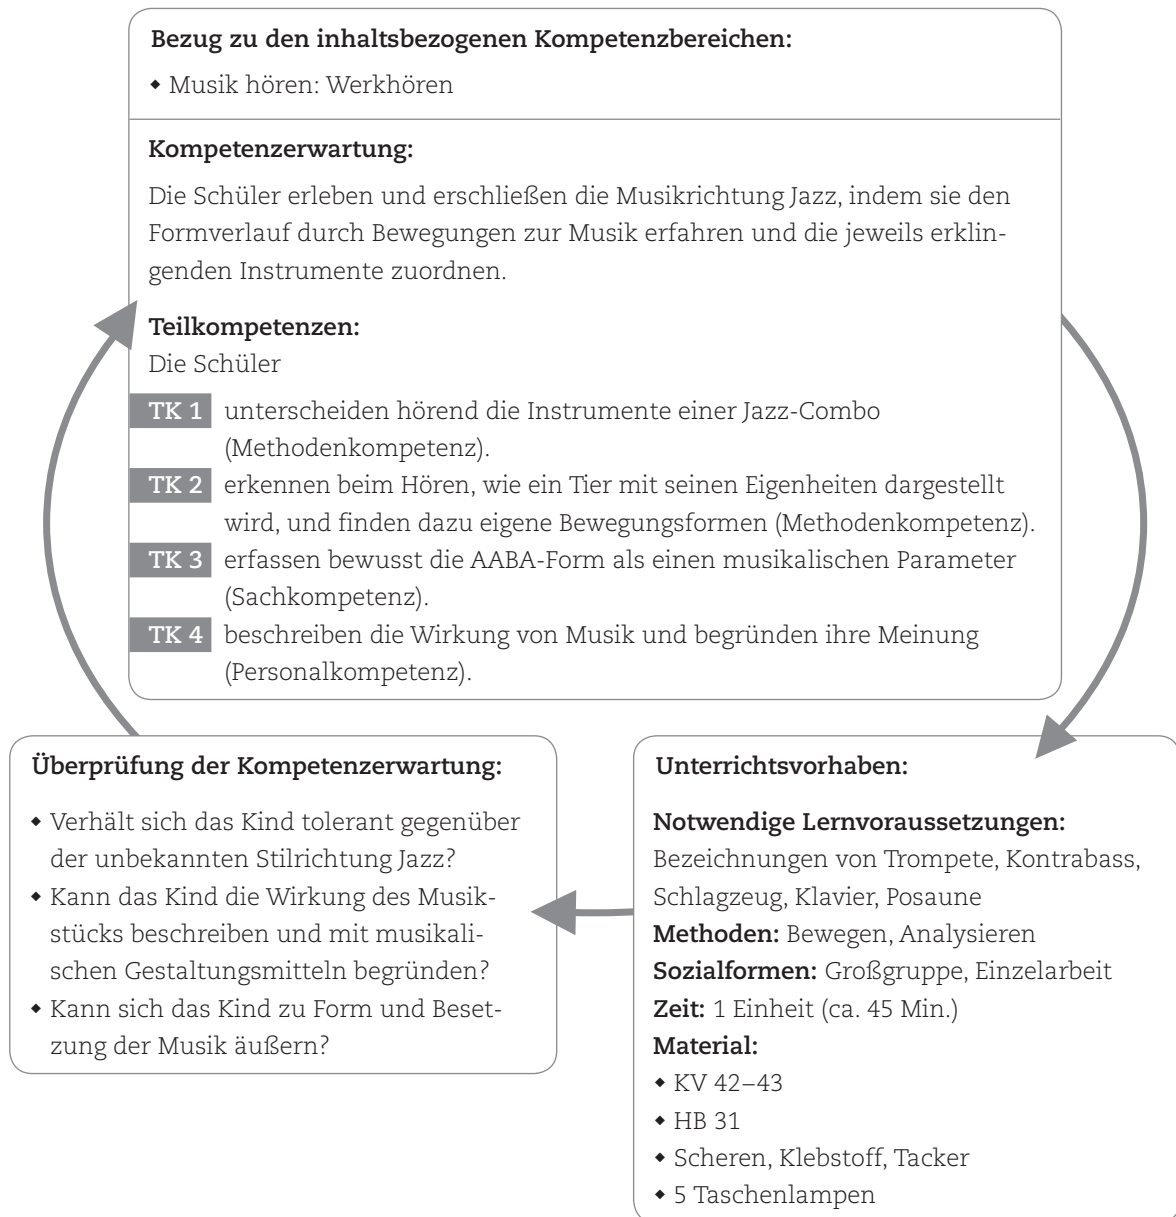 Bezug zu den inhaltsbezogenen Kompetenzbereichen:
◆ Musik hören: Werkhören
Kompetenzerwartung:
Die Schüler erleben und erschließen die Musikrichtung Jazz, indem sie den
Formverlauf durch Bewegungen zur Musik erfahren und die jeweils erklin-
genden Instrumente zuordnen.
Teilkompetenzen:
Die Schüler
TK 1 unterscheiden hörend die Instrumente einer Jazz-Combo
(Methodenkompetenz).
TK 2 erkennen beim Hören, wie ein Tier mit seinen Eigenheiten dargestellt
wird, und finden dazu eigene Bewegungsformen (Methodenkompetenz).
TK 3 erfassen bewusst die AABA-Form als einen musikalischen Parameter
(Sachkompetenz).
TK 4 beschreiben die Wirkung von Musik und begründen ihre Meinung
(Personalkompetenz).
Überprüfung der Kompetenzerwartung:
◆ Verhält sich das Kind tolerant gegenüber
der unbekannten Stilrichtung Jazz?
◆ Kann das Kind die Wirkung des Musik-
stücks beschreiben und mit musikali-
schen Gestaltungsmitteln begründen?
◆ Kann sich das Kind zu Form und Beset-
zung der Musik äußern?
Unterrichtsvorhaben:
Notwendige Lernvoraussetzungen:
Bezeichnungen von Trompete, Kontrabass,
Schlagzeug, Klavier, Posaune
Methoden: Bewegen, Analysieren
Sozialformen: Großgruppe, Einzelarbeit
Zeit: 1 Einheit (ca. 45 Min.)
Material:
◆ KV 42–43
◆ HB 31
◆ Scheren, Klebstoff, Tacker
◆ 5 Taschenlampen